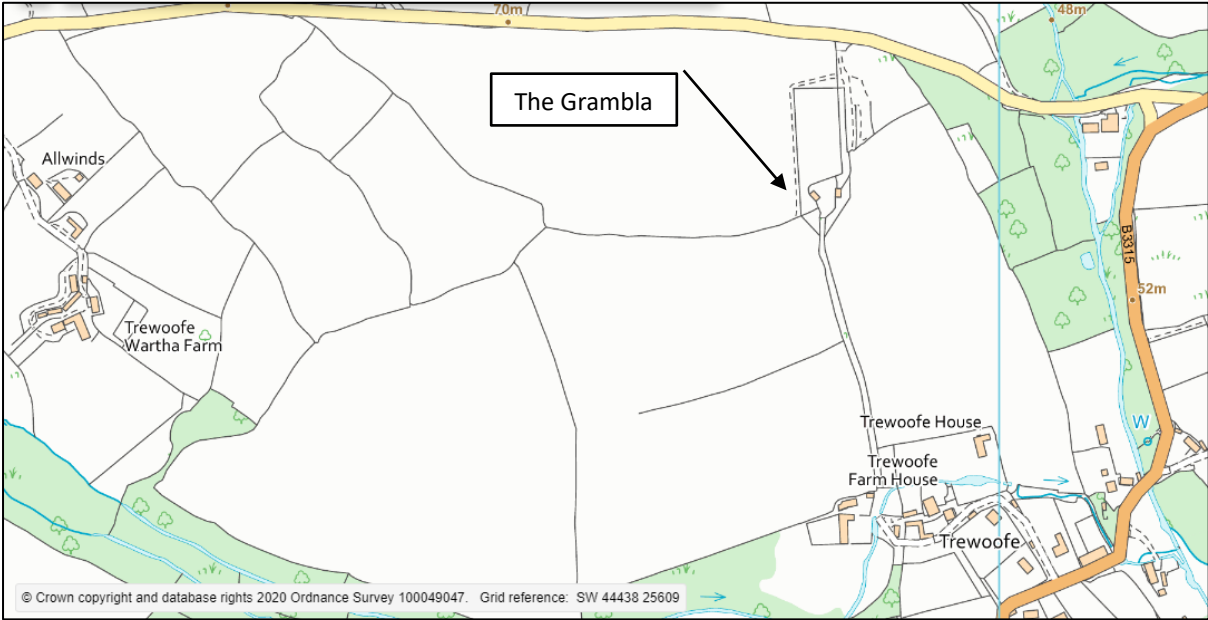 70m
48m
The Grambla
Allwinds
B3315
52m
Trewoofe
Wartha Farm
Trewoofe House
W
Trewoofe
Farm House
Trewoofe
© Crown copyright and database rights 2020 Ordnance Survey 100049047. Grid reference: SW 44438 25609